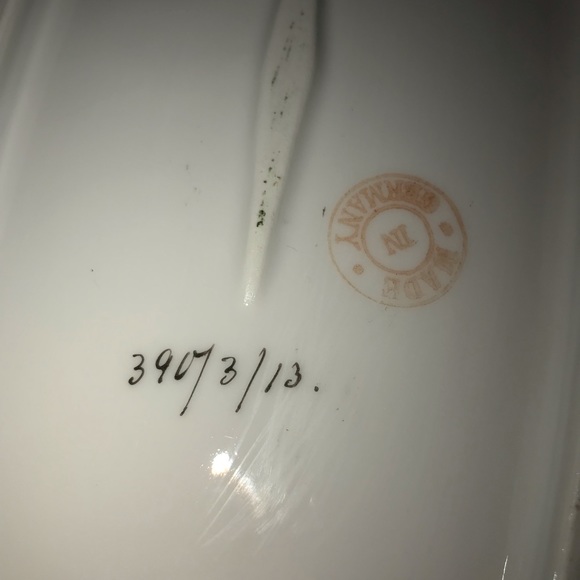 MADE
IN
GERMANY
390/3/13.